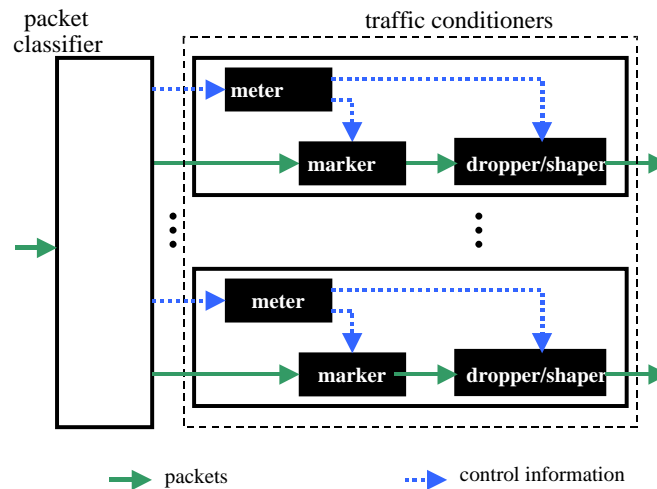 packet
classifier
traffic conditioners
meter
marker
dropper/shaper
meter
marker
dropper/shaper
packets
control information